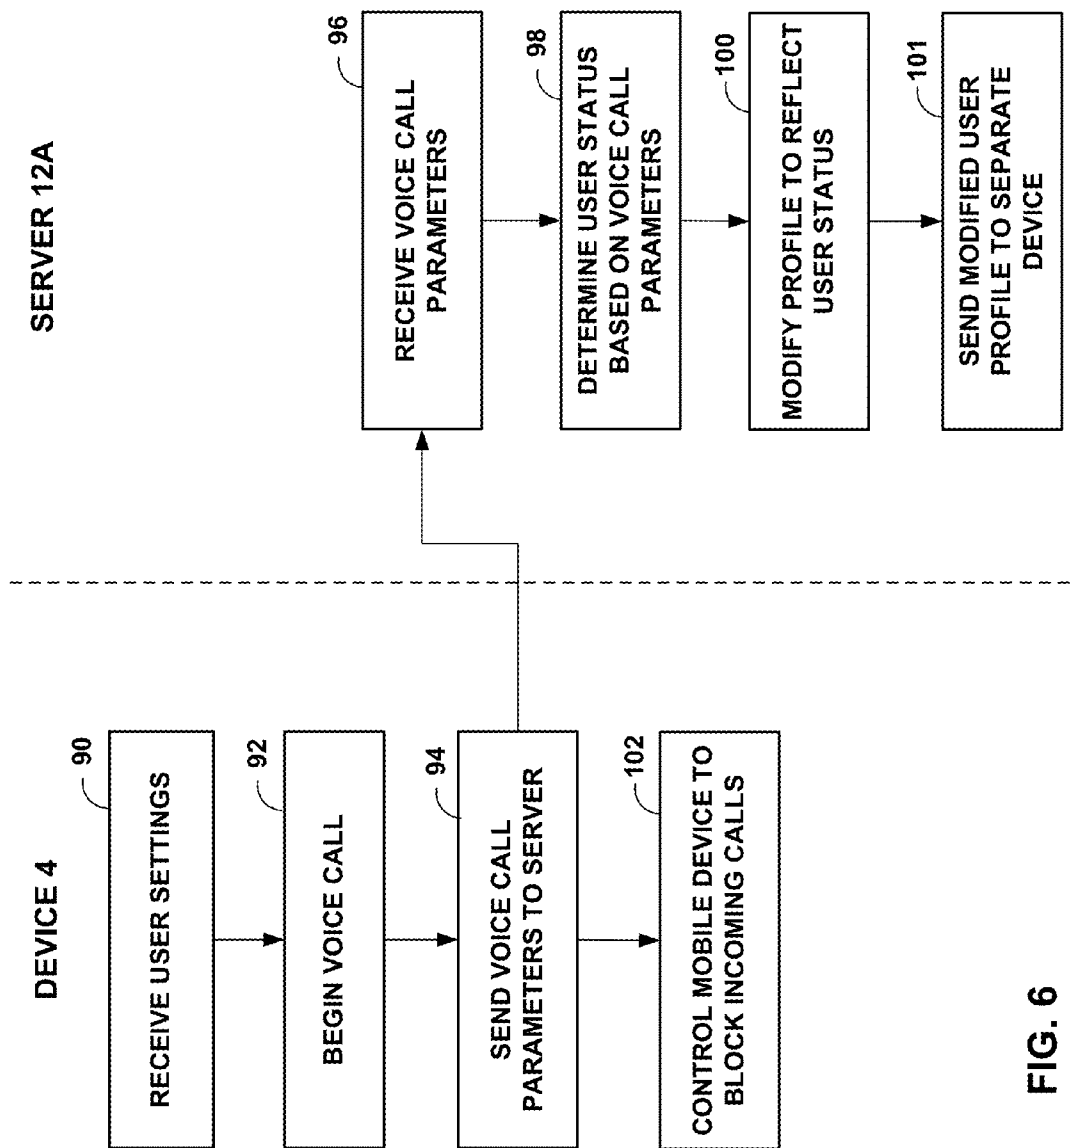 DEVICE 4
RECEIVE USER SETTINGS
90
BEGIN VOICE CALL
92
SEND VOICE CALL
PARAMETERS TO SERVER
94
CONTROL MOBILE DEVICE TO
BLOCK INCOMING CALLS
102
SERVER 12A
RECEIVE VOICE CALL
PARAMETERS
96
DETERMINE USER STATUS
BASED ON VOICE CALL
PARAMETERS
98
MODIFY PROFILE TO REFLECT
USER STATUS
100
SEND MODIFIED USER
PROFILE TO SEPARATE
DEVICE
101
FIG. 6